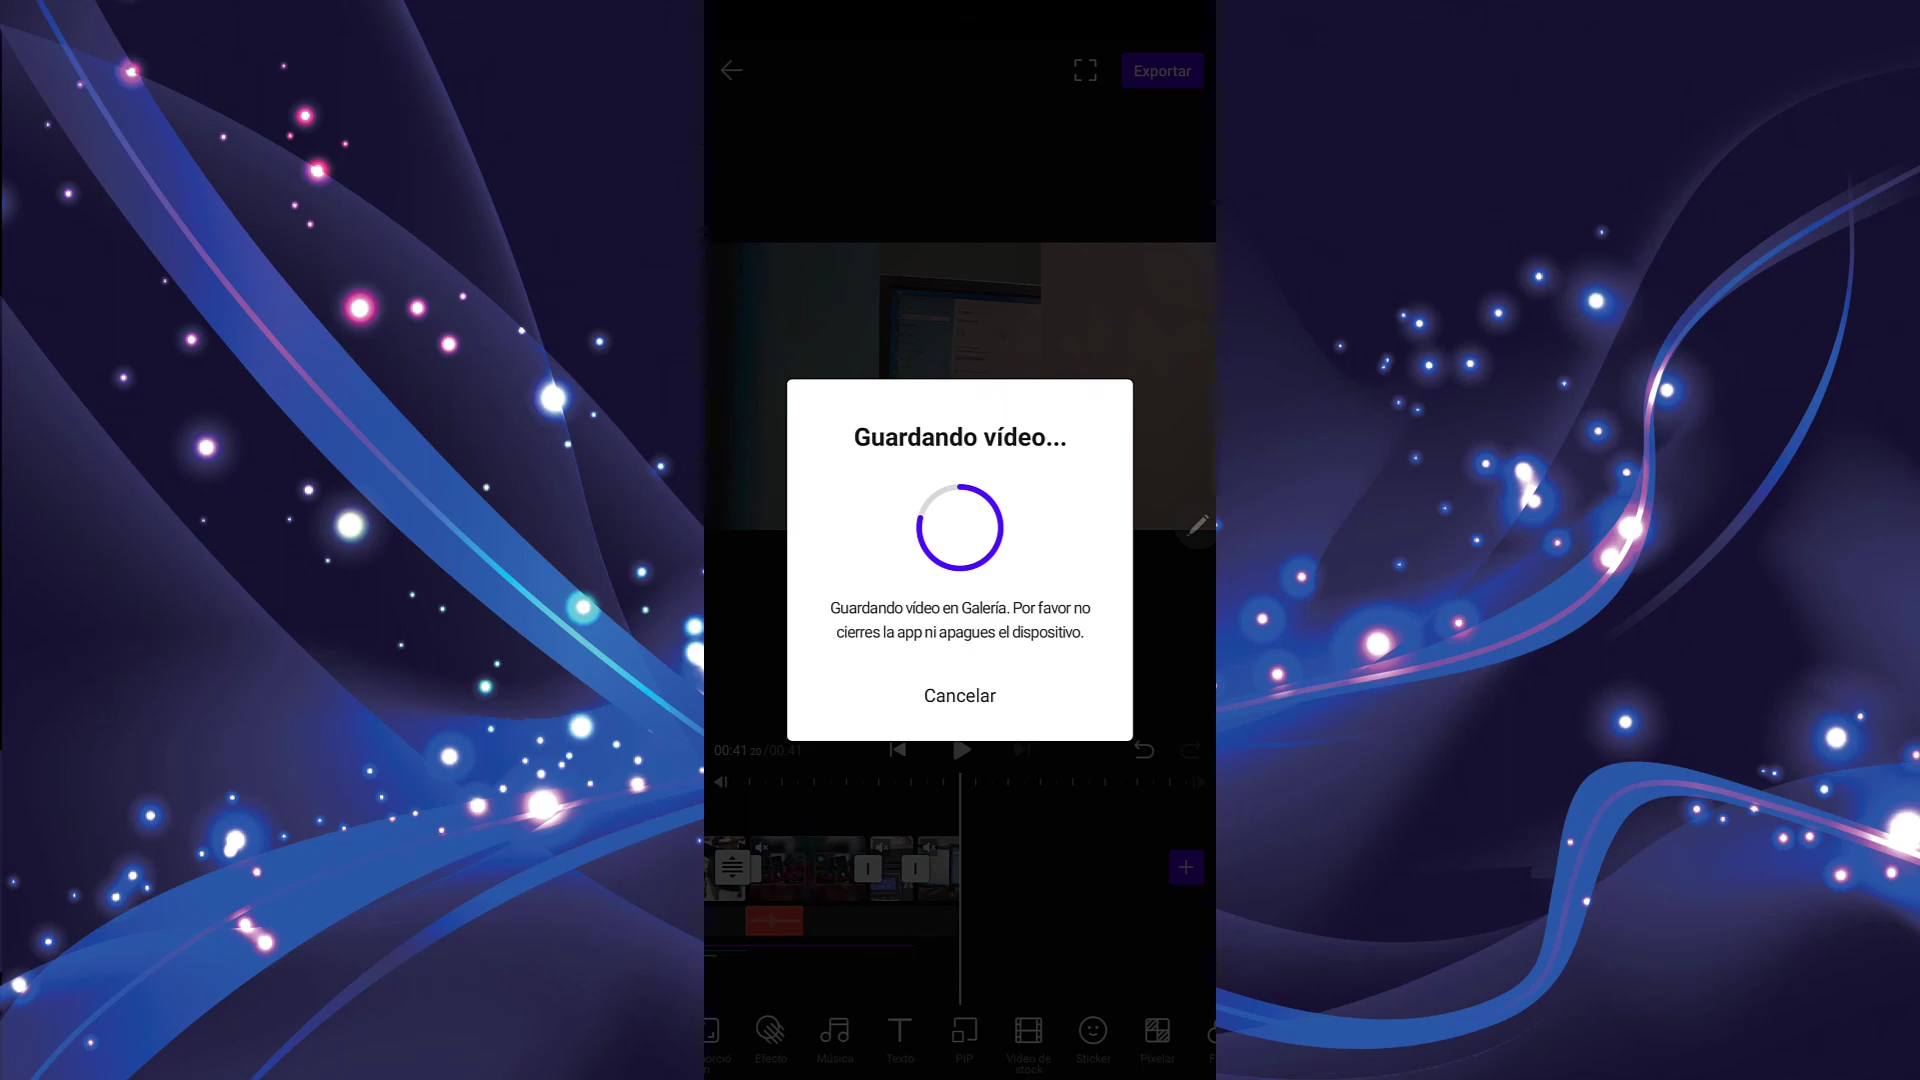 Exportar
Guardando vídeo...
Guardando vídeo en Galería. Por favor no
cierres la app ni apagues el dispositivo.
Cancelar
00:41 20 /00:41
Efecto
Música
Texto
PIP
Vídeo de
stock
Sticker
Pixelar